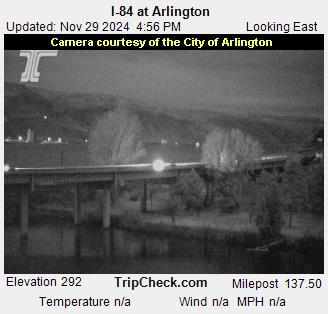 I-84 at Arlington
Updated: Nov 29 2024 4:56 PM Looking East
Camera courtesy of the City of Arlington
Elevation 292 TripCheck.com Milepost 137.50
Temperature n/a Wind n/a MPH n/a